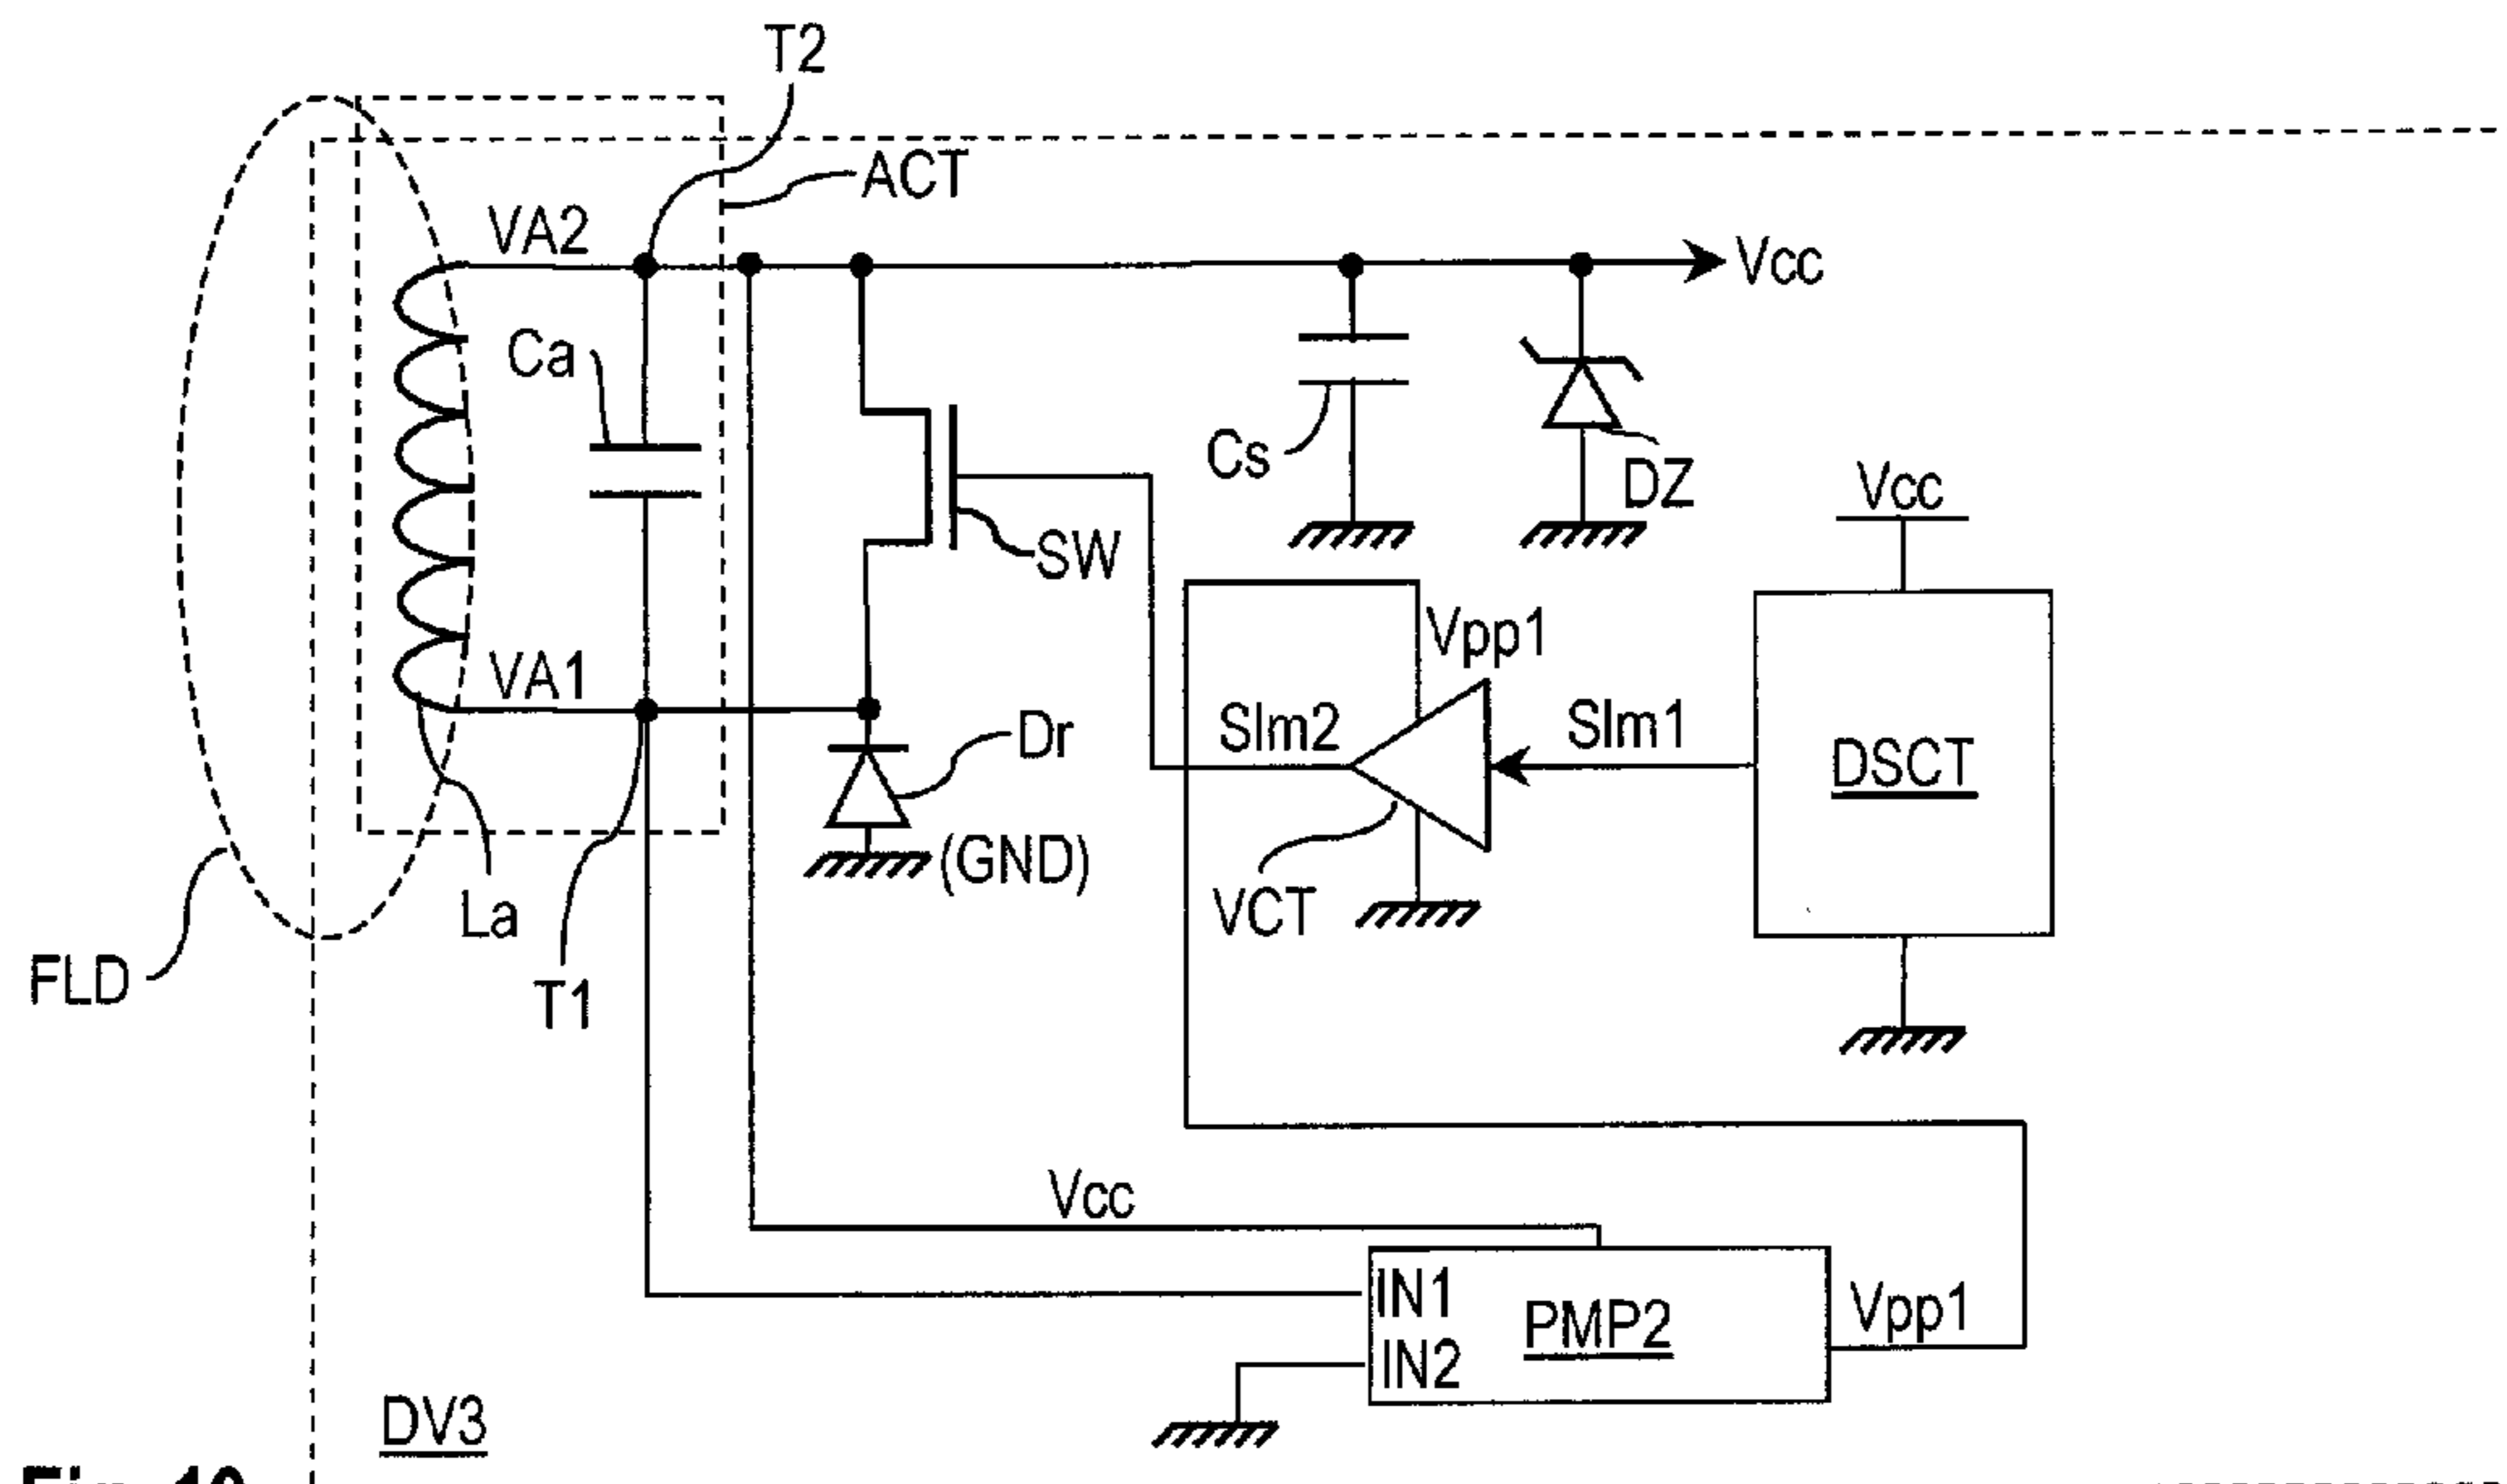 T2
ACT
VA2
Vcc
Ca
Cs
DZ
Vcc
SW
Vpp1
VA1
Slm2
Slm1
Dr
DSCT
(GND)
VCT
La
FLD
T1
Vcc
IN1
PMP2
Vpp1
IN2
DV3